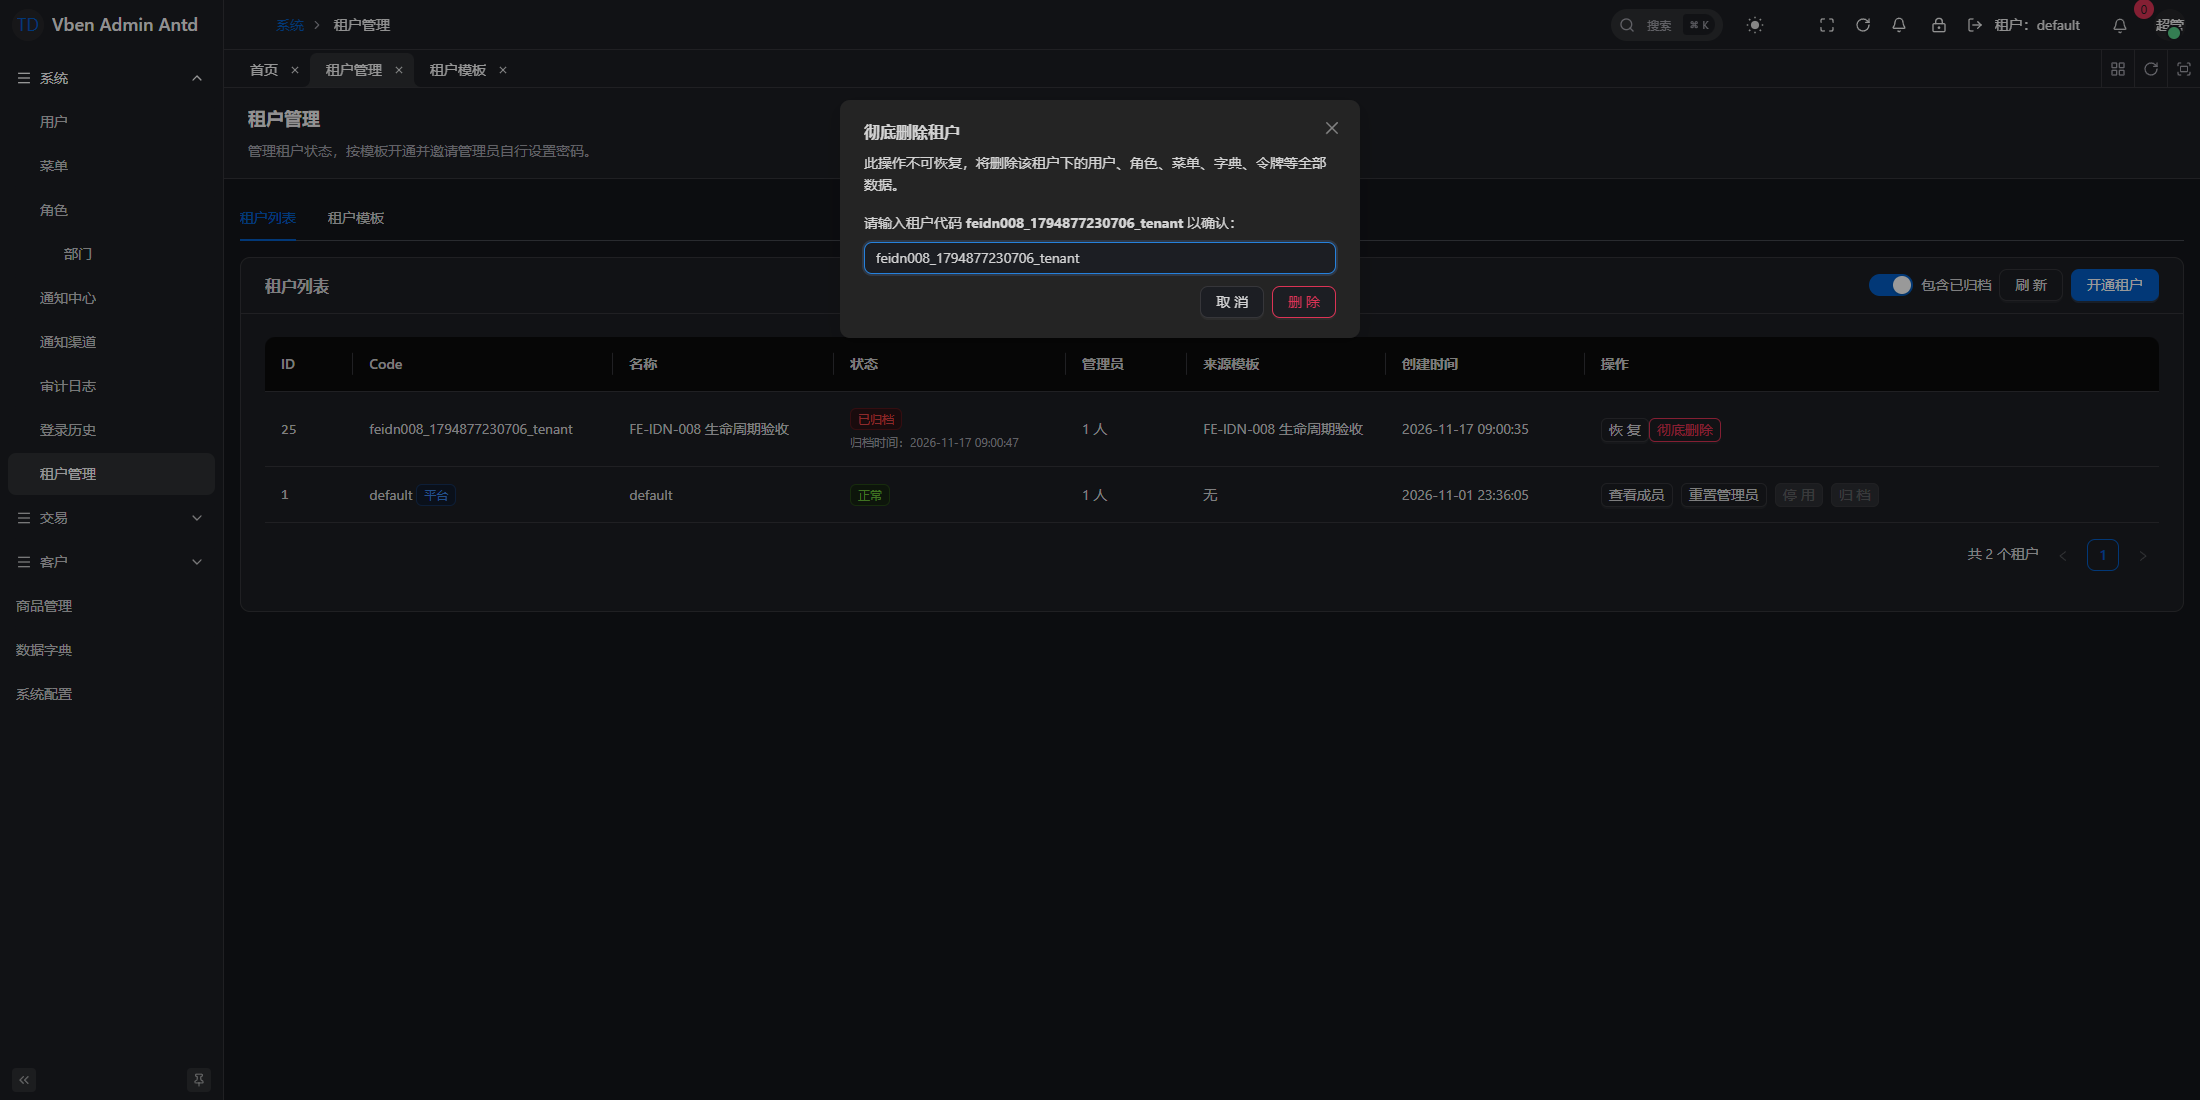 TD Vben Admin Antd
系统 > 租户管理
搜索 ⌘ K
租户：default
0
超管
首页 ×
租户管理 ×
租户模板 ×
系统
用户
菜单
角色
部门
通知中心
通知渠道
审计日志
登录历史
租户管理
交易
客户
商品管理
数据字典
系统配置
租户管理
管理租户状态，按模板开通并邀请管理员自行设置密码。
租户列表 租户模板
租户列表
包含已归档 刷 新 开通租户
ID Code 名称 状态 管理员 来源模板 创建时间 操作
25 feidn008_1794877230706_tenant FE-IDN-008 生命周期验收 已归档 1 人 FE-IDN-008 生命周期验收 2026-11-17 09:00:35 恢 复 彻底删除
归档时间：2026-11-17 09:00:47
1 default 平台 default 正常 1 人 无 2026-11-01 23:36:05 查看成员 重置管理员 停 用 归 档
共 2 个租户 < 1 >
彻底删除租户
此操作不可恢复，将删除该租户下的用户、角色、菜单、字典、令牌等全部
数据。
请输入租户代码 feidn008_1794877230706_tenant 以确认：
feidn008_1794877230706_tenant
取 消 删 除